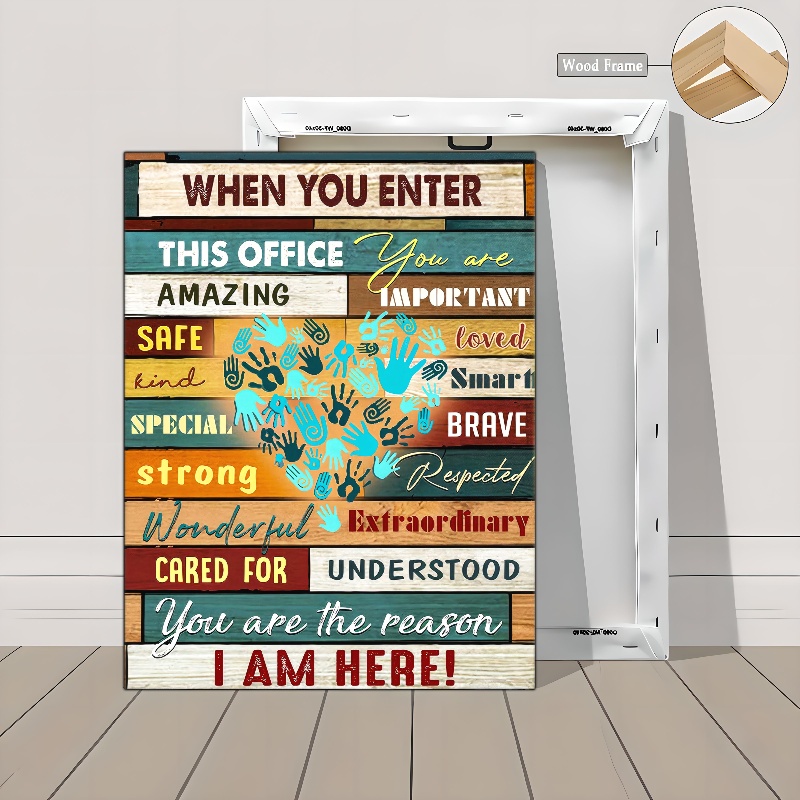 Wood Frame
WHEN YOU ENTER
THIS OFFICE You are
AMAZING IMPORTANT
SAFE loved
kind Smart
SPECIAL BRAVE
strong Respected
Wonderful Extraordinary
CARED FOR UNDERSTOOD
You are the reason
I AM HERE!